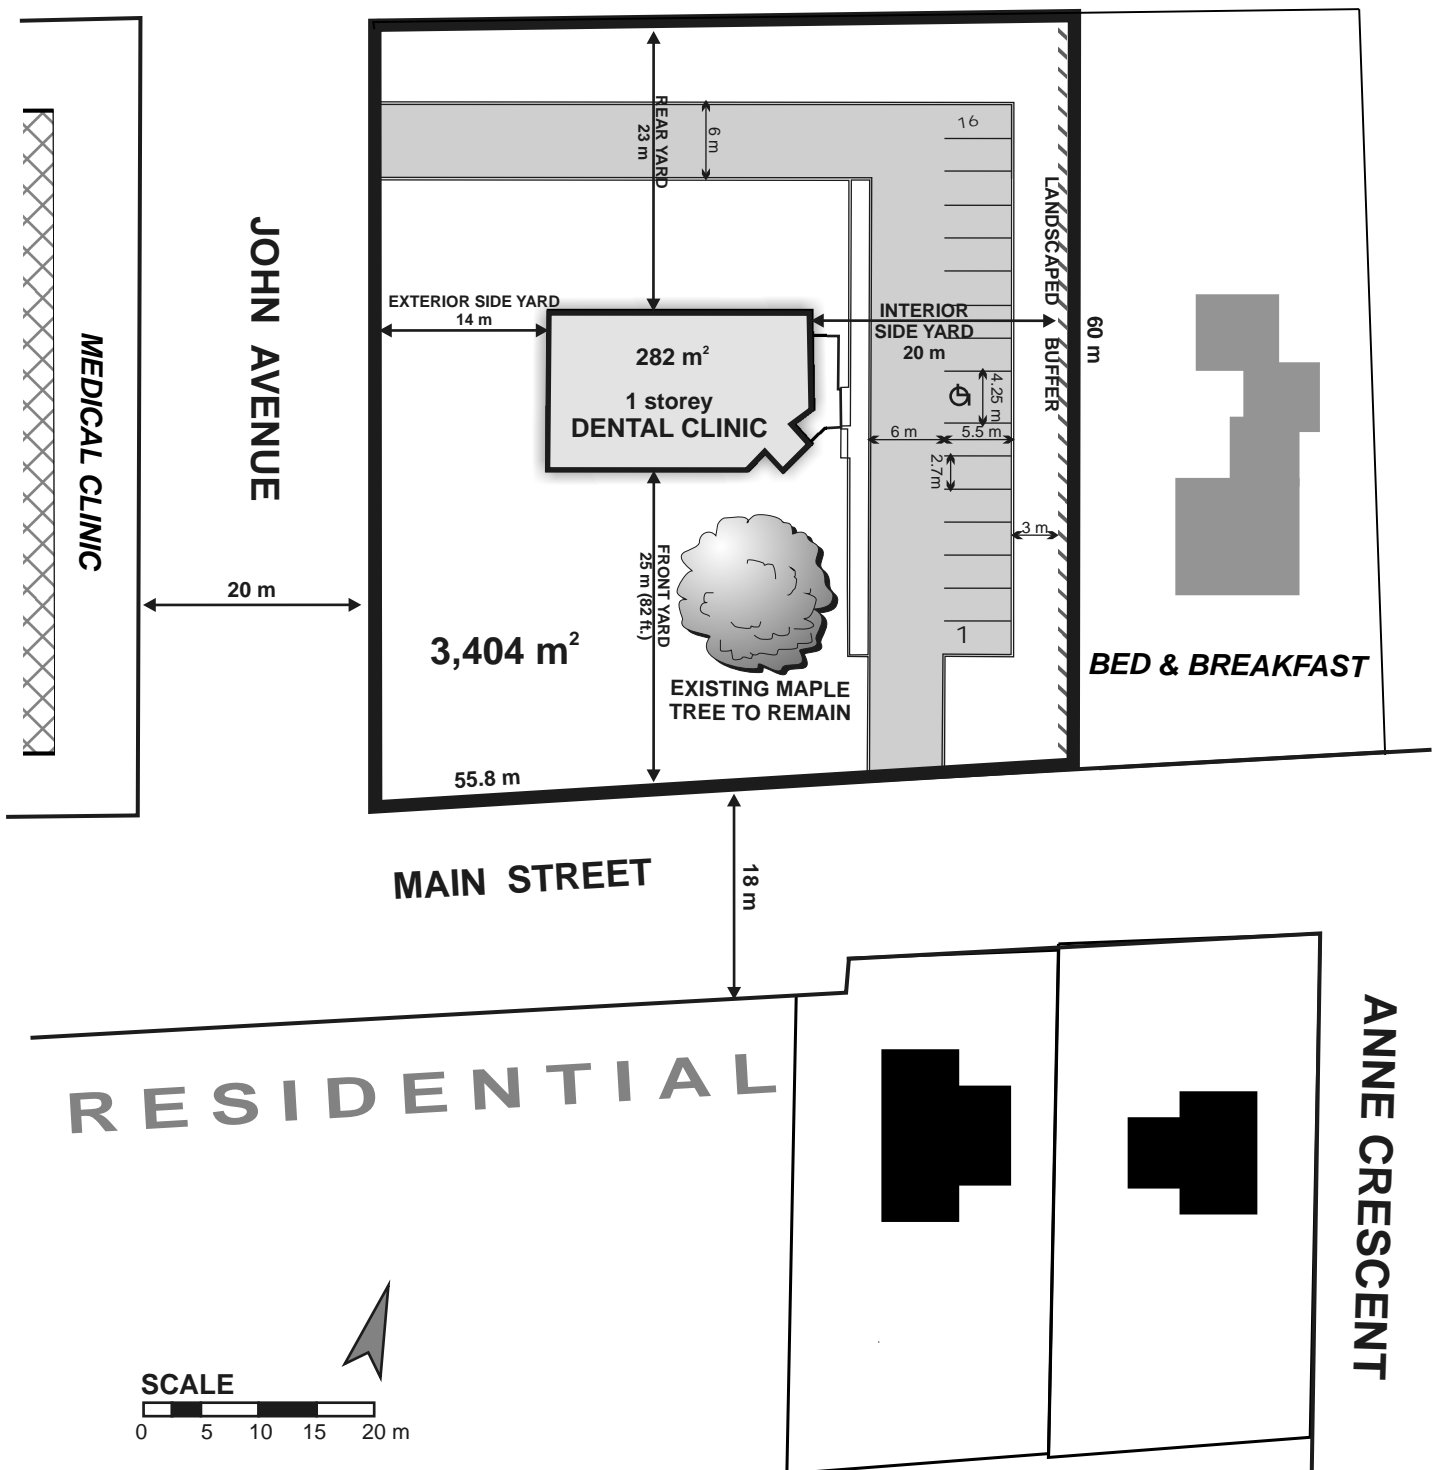 16
REAR YARD
23 m
6 m
LANDSCAPED BUFFER
JOHN AVENUE
MEDICAL CLINIC
EXTERIOR SIDE YARD
14 m
INTERIOR
SIDE YARD
20 m
60 m
282 m²
1 storey
DENTAL CLINIC
4.25 m
6 m
5.5 m
2.7m
3 m
20 m
FRONT YARD
25 m (82 ft.)
1
3,404 m²
BED & BREAKFAST
EXISTING MAPLE
TREE TO REMAIN
55.8 m
MAIN STREET
18 m
RESIDENTIAL
ANNE CRESCENT
SCALE
0 5 10 15 20 m